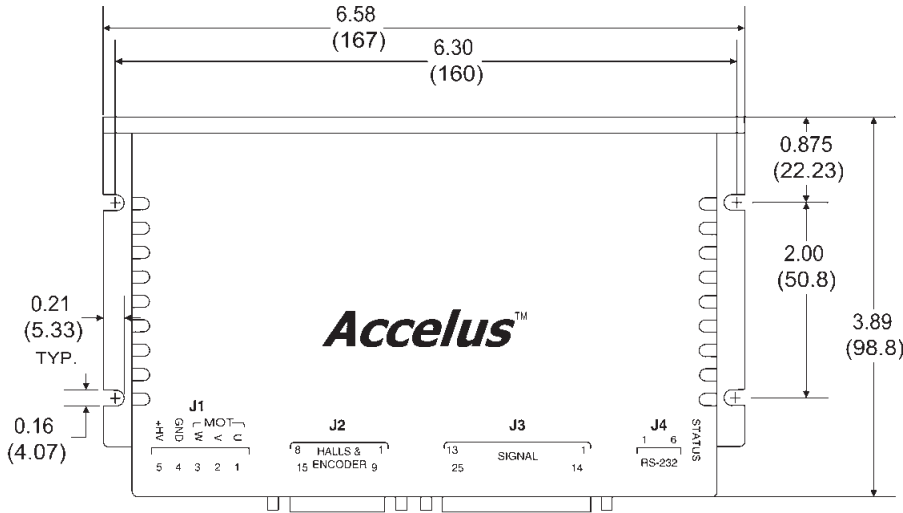 6.58
(167)
6.30
(160)
0.875
(22.23)
2.00
(50.8)
3.89
(98.8)
0.21
(5.33)
TYP.
0.16
(4.07)
Accelus™
J1
+HV GND MOT W V U
5 4 3 2 1
J2
8 HALLS & 1
15 ENCODER 9
J3
13 SIGNAL 1
25 14
J4
1 6
RS-232
STATUS